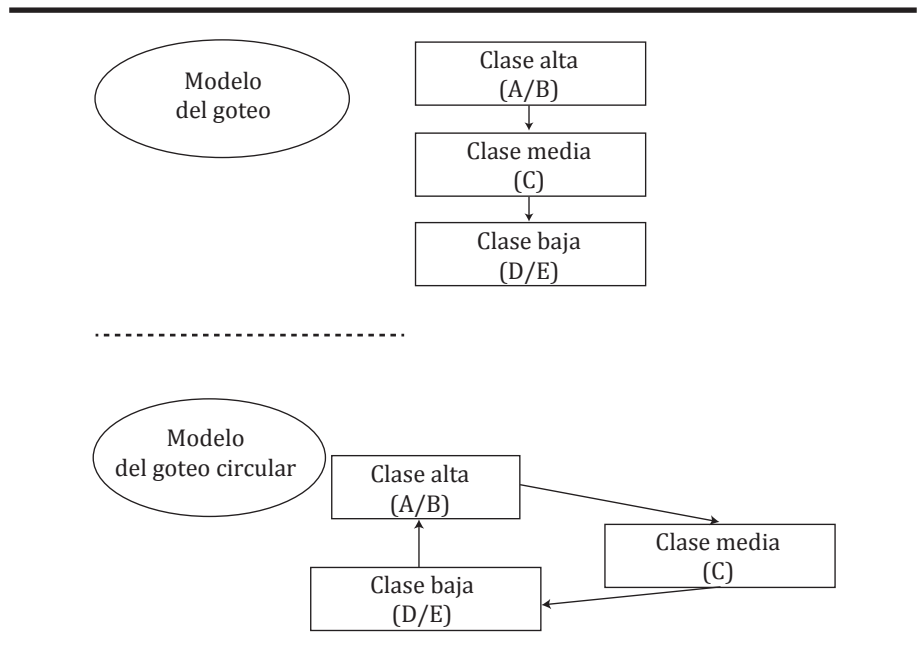 Modelo
del goteo
Clase alta
(A/B)
Clase media
(C)
Clase baja
(D/E)
Modelo
del goteo circular
Clase alta
(A/B)
Clase media
(C)
Clase baja
(D/E)